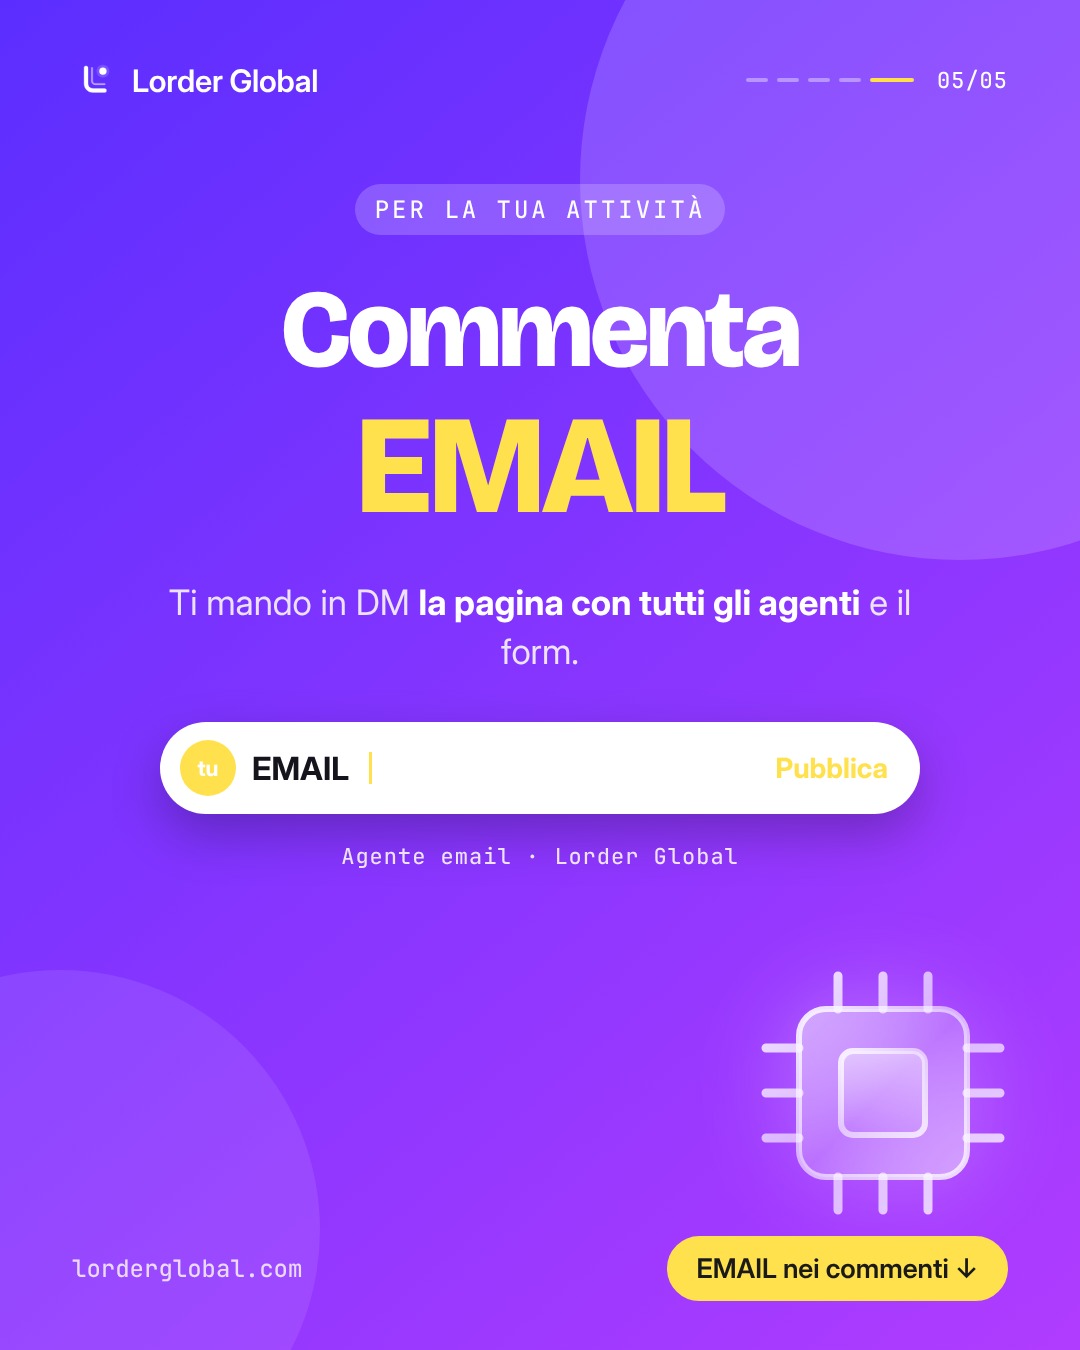 Lorder Global
05/05
PER LA TUA ATTIVITÀ
Commenta
EMAIL
Ti mando in DM la pagina con tutti gli agenti e il
form.
tu EMAIL Pubblica
Agente email · Lorder Global
lorderglobal.com
EMAIL nei commenti ↓